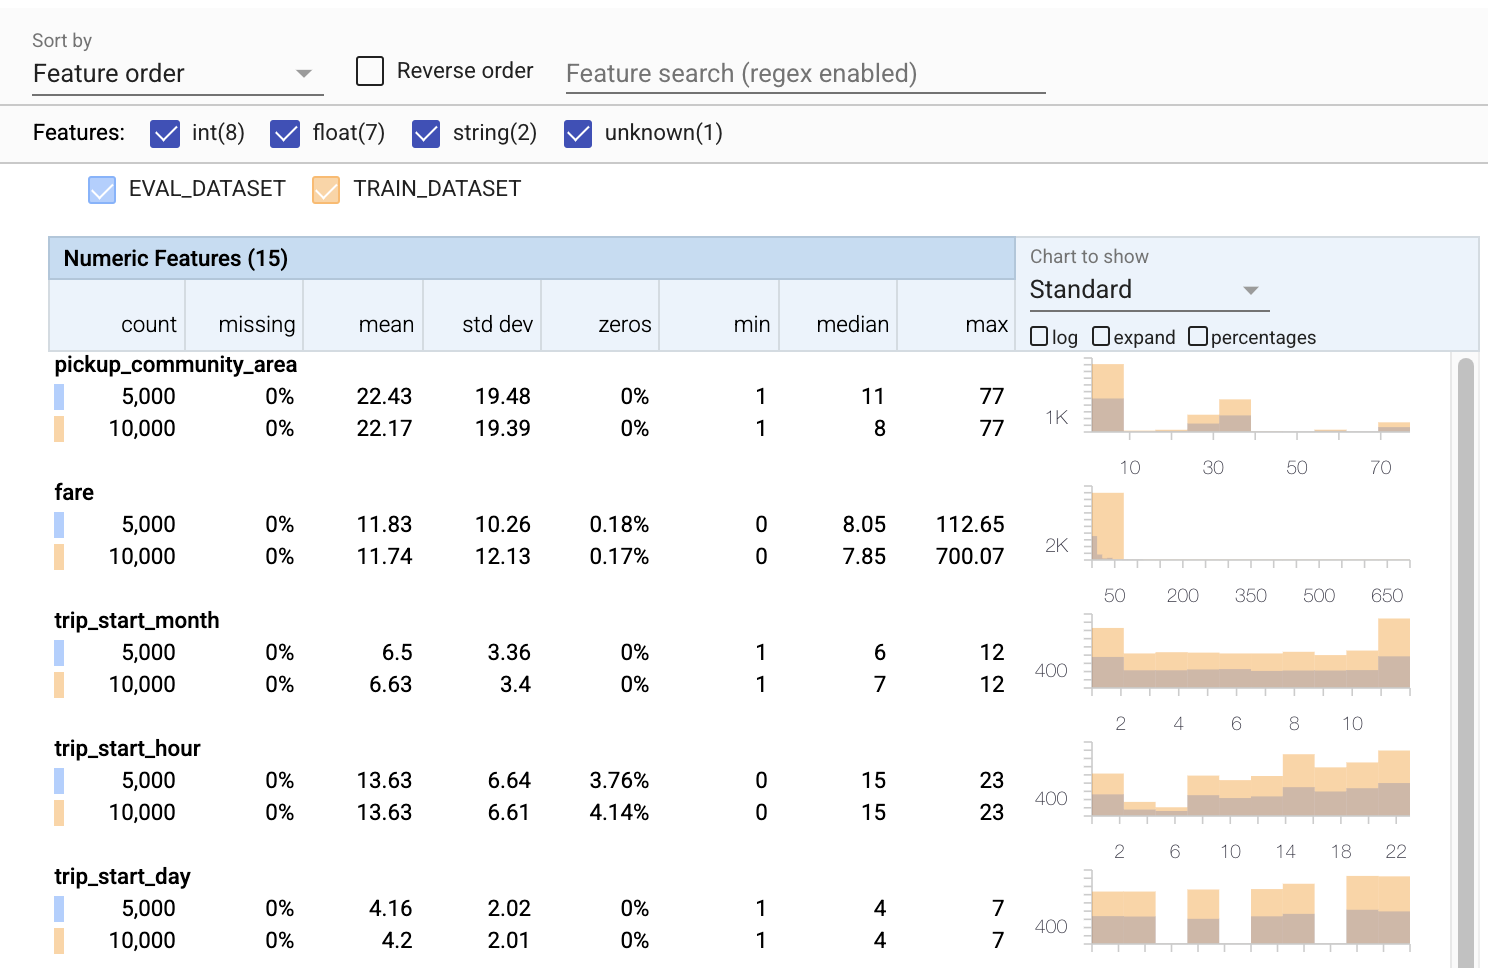 Sort by
Feature order
Reverse order
Feature search (regex enabled)
Features:
int(8)
float(7)
string(2)
unknown(1)
EVAL_DATASET
TRAIN_DATASET
Numeric Features (15)
Chart to show
Standard
log expand percentages
count missing mean std dev zeros min median max
pickup_community_area
5,000 0% 22.43 19.48 0% 1 11 77
10,000 0% 22.17 19.39 0% 1 8 77
1K
10 30 50 70
fare
5,000 0% 11.83 10.26 0.18% 0 8.05 112.65
10,000 0% 11.74 12.13 0.17% 0 7.85 700.07
2K
50 200 350 500 650
trip_start_month
5,000 0% 6.5 3.36 0% 1 6 12
10,000 0% 6.63 3.4 0% 1 7 12
400
2 4 6 8 10
trip_start_hour
5,000 0% 13.63 6.64 3.76% 0 15 23
10,000 0% 13.63 6.61 4.14% 0 15 23
400
2 6 10 14 18 22
trip_start_day
5,000 0% 4.16 2.02 0% 1 4 7
10,000 0% 4.2 2.01 0% 1 4 7
400